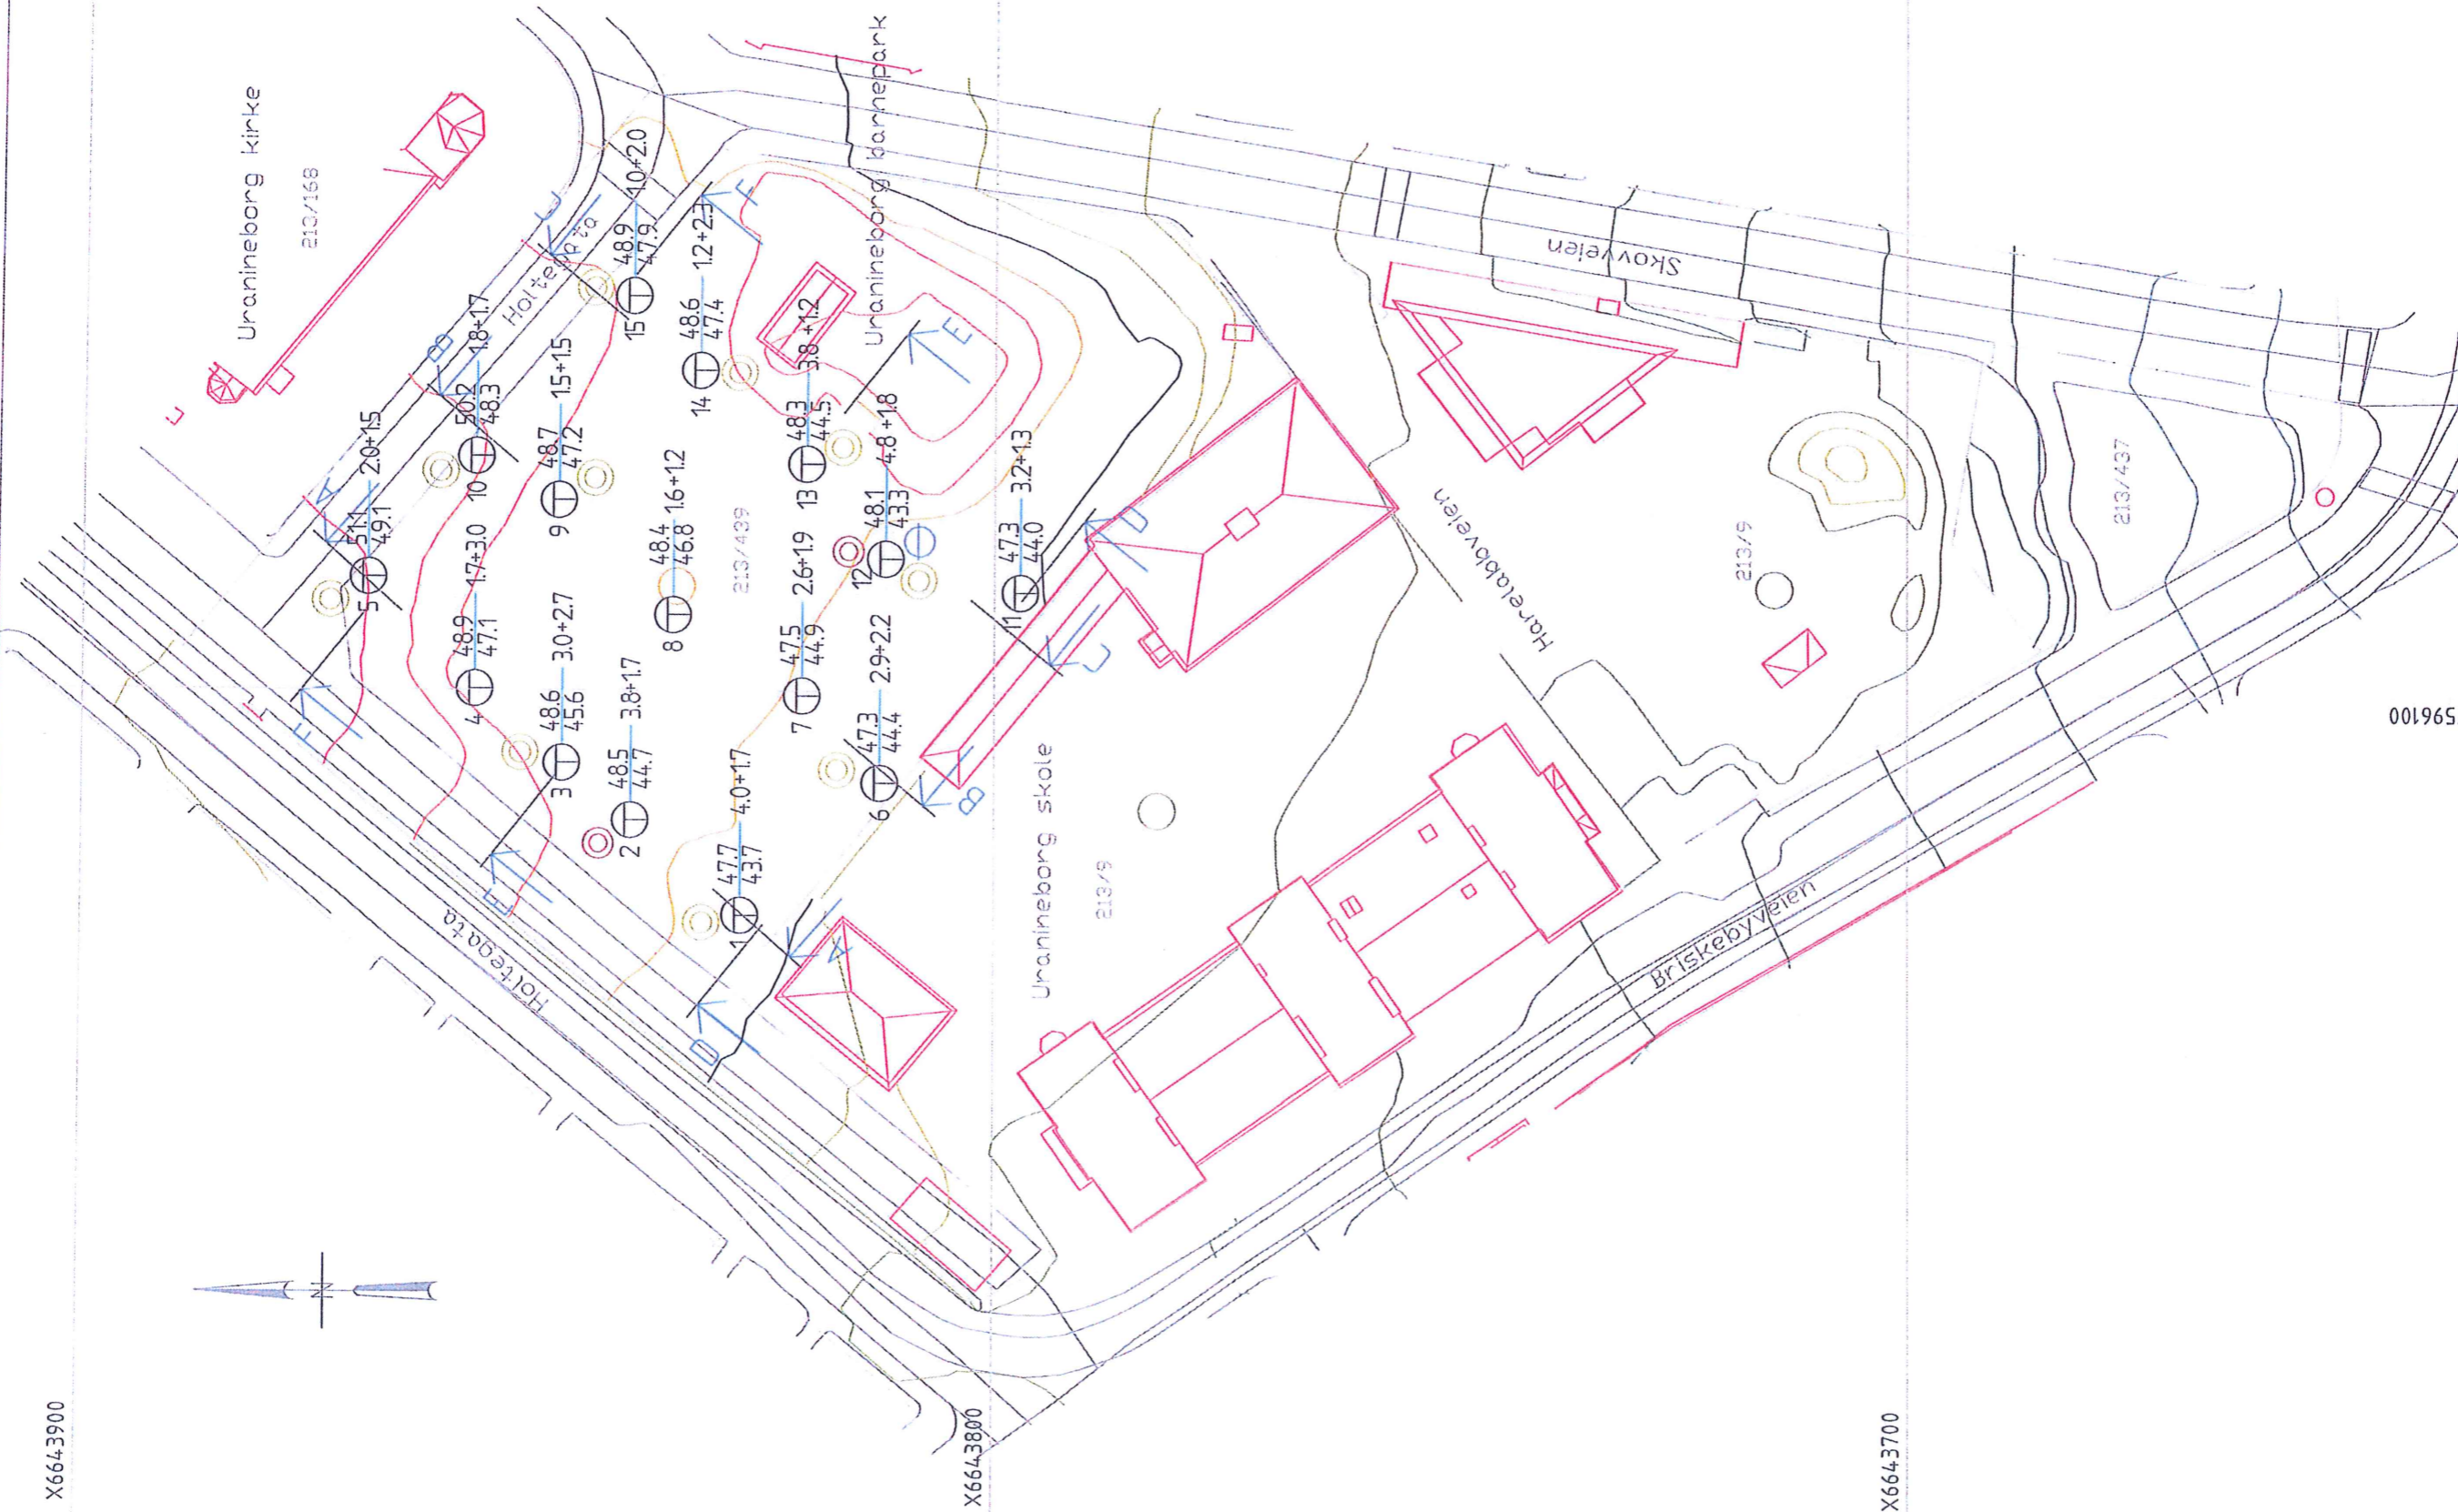 X6643900
X6643800
X6643700
596100
Uranineborg kirke
213/168
Uranineborg barnepark
Holtegata
Holtegata
Skovveien
Briskebyveien
Uranineborg skole
213/9
213/9
213/437
213/439
N
A
B
C
F
E
D
F
E
D
A
B
C
1 47.7 4.0+1.7
43.7
2 48.5 3.8+1.7
44.7
3 48.6 3.0+2.7
45.6
4 48.9 1.7+3.0
47.1
5 51.1 2.0+1.5
49.1
6 47.3 2.9+2.2
44.4
7 47.5 2.6+1.9
44.9
8 48.4 1.6+1.2
46.8
9 48.7 1.5+1.5
47.2
10 50.2 1.8+1.7
48.3
11 47.3 3.2+1.3
44.0
12 48.1 4.8+1.8
43.3
13 48.3 3.8+1.2
44.5
14 48.6 1.2+2.3
47.4
15 48.9 1.0+2.0
47.9